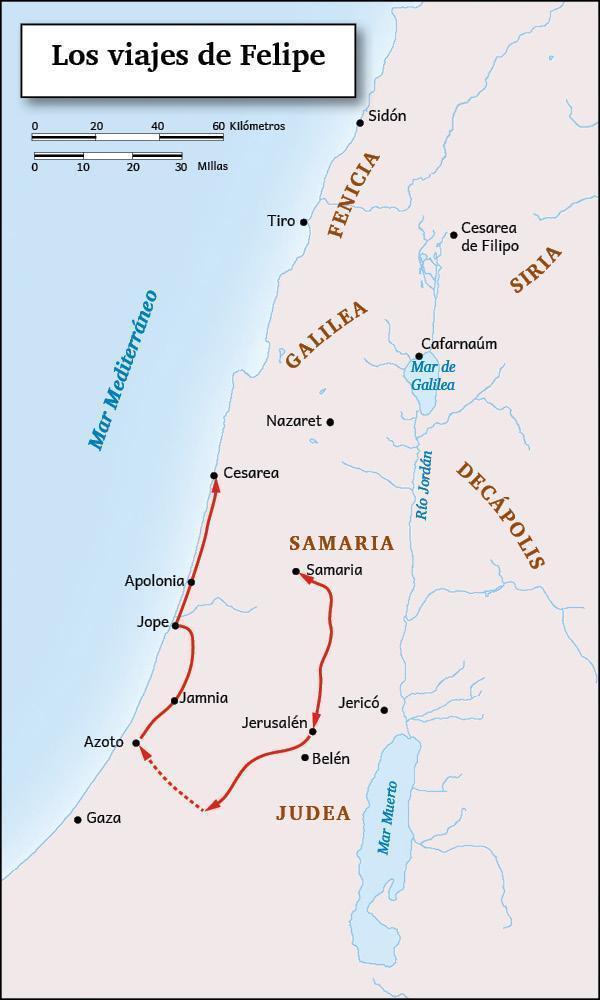 Los viajes de Felipe
0 20 40 60 Kilómetros
0 10 20 30 Millas
Sidón
FENICIA
Tiro
Cesarea
de Filipo
SIRIA
Mar Mediterráneo
GALILEA
Cafarnaúm
Mar de
Galilea
Nazaret
Cesarea
Río Jordán
DECÁPOLIS
SAMARIA
Samaria
Apolonia
Jope
Jamnia
Jericó
Jerusalén
Azoto
Belén
Mar Muerto
Gaza
JUDEA